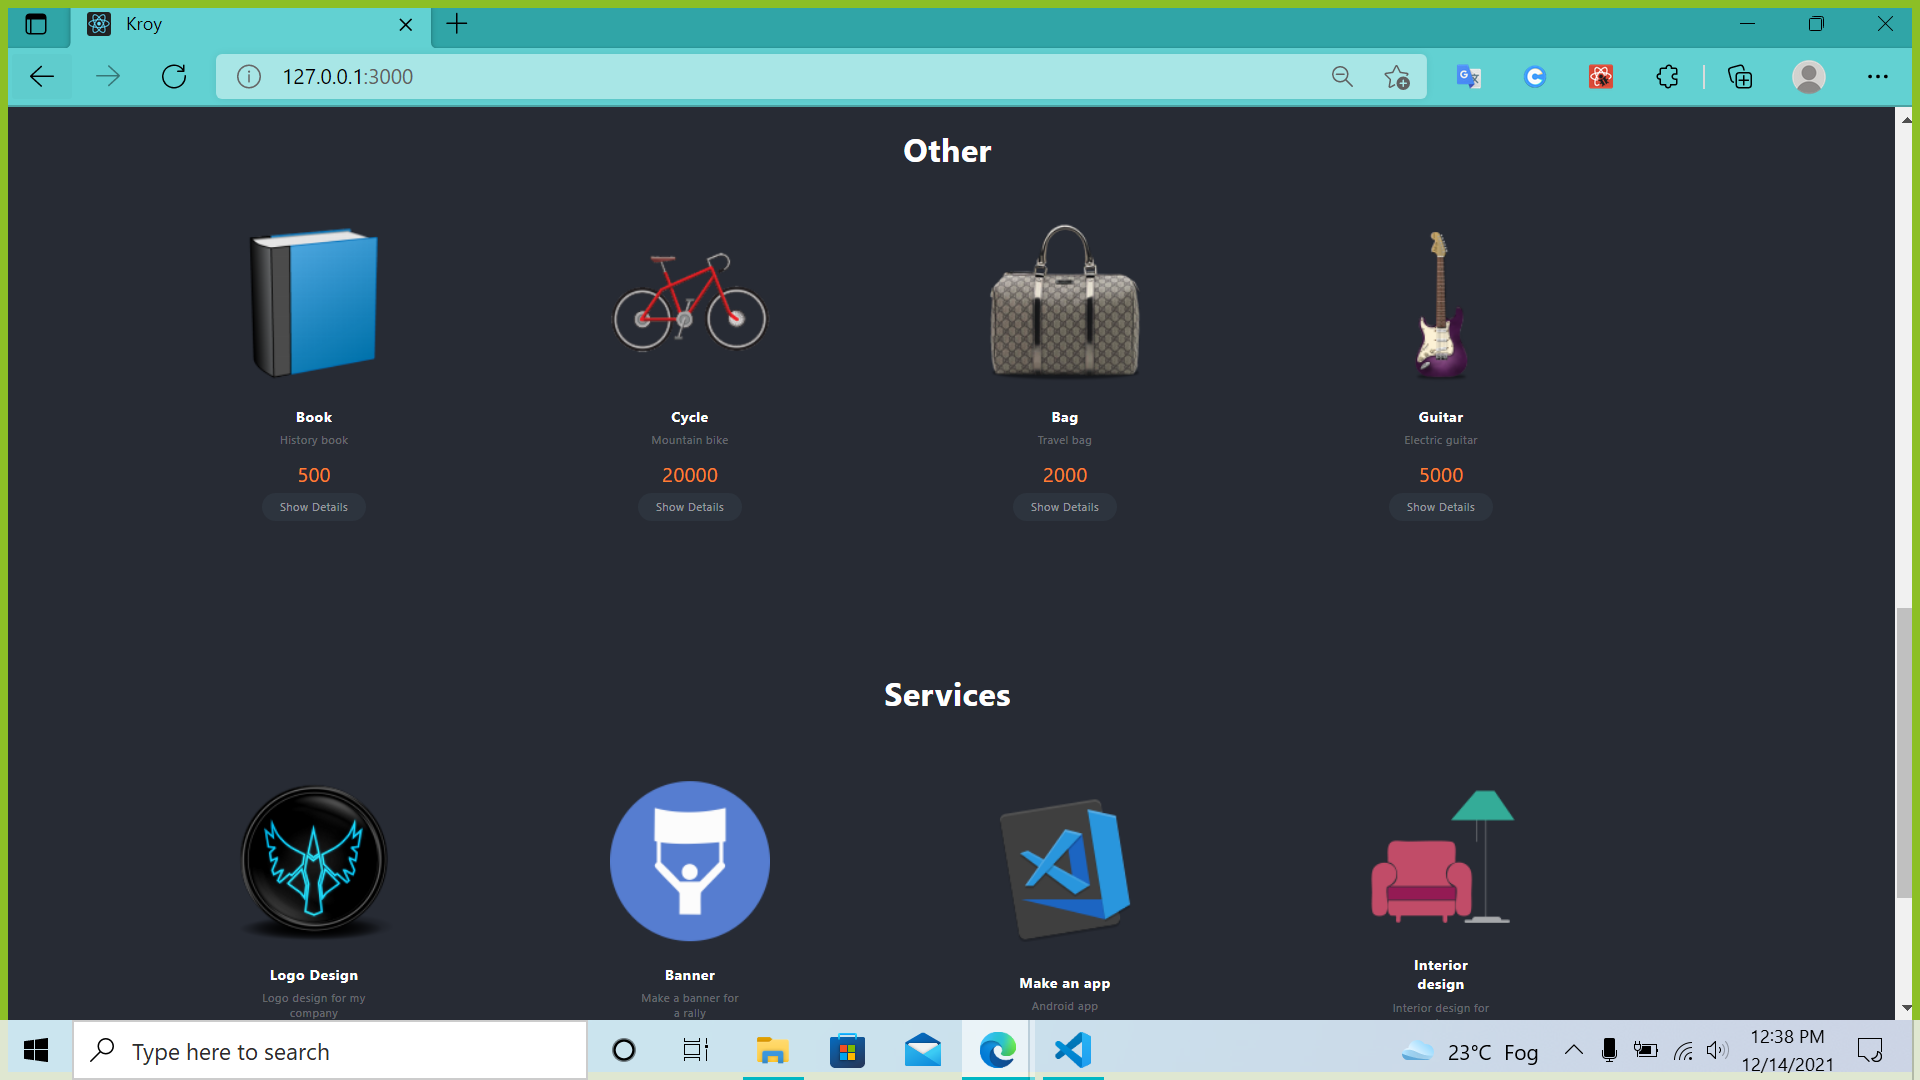 Kroy
127.0.0.1:3000
Other
Book
History book
500
Show Details
Cycle
Mountain bike
20000
Show Details
Bag
Travel bag
2000
Show Details
Guitar
Electric guitar
5000
Show Details
Services
Logo Design
Logo design for my
company
Banner
Make a banner for
a rally
Make an app
Android app
Interior
design
Interior design for
Type here to search
23°C Fog
12:38 PM
12/14/2021